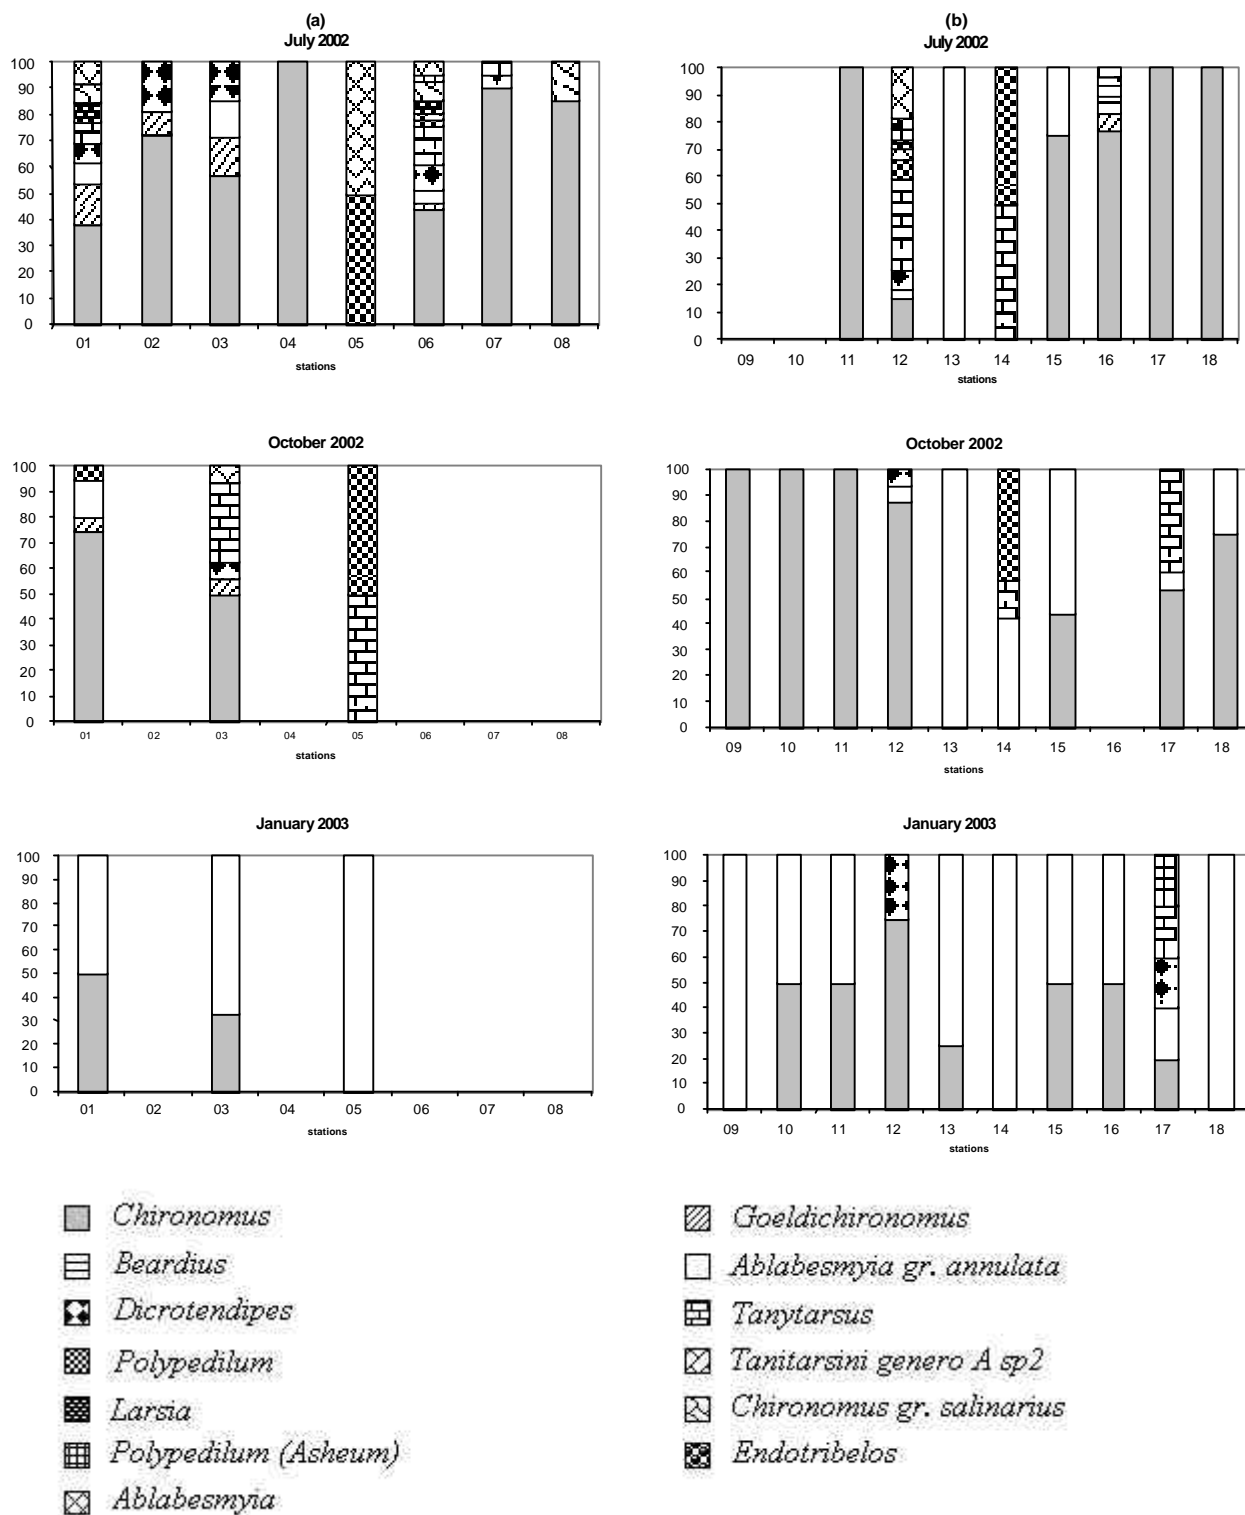 (a)
July 2002
100
90
80
70
60
50
40
30
20
10
0
01 02 03 04 05 06 07 08
stations
(b)
July 2002
100
90
80
70
60
50
40
30
20
10
0
09 10 11 12 13 14 15 16 17 18
stations
October 2002
100
90
80
70
60
50
40
30
20
10
0
01 02 03 04 05 06 07 08
stations
October 2002
100
90
80
70
60
50
40
30
20
10
0
09 10 11 12 13 14 15 16 17 18
stations
January 2003
100
90
80
70
60
50
40
30
20
10
0
01 02 03 04 05 06 07 08
stations
January 2003
100
90
80
70
60
50
40
30
20
10
0
09 10 11 12 13 14 15 16 17 18
stations
Chironomus
Beardius
Dicrotendipes
Polypedilum
Larsia
Polypedilum (Asheum)
Ablabesmyia
Goeldichironomus
Ablabesmyia gr. annulata
Tanytarsus
Tanitarsini genero A sp2
Chironomus gr. salinarius
Endotribelos